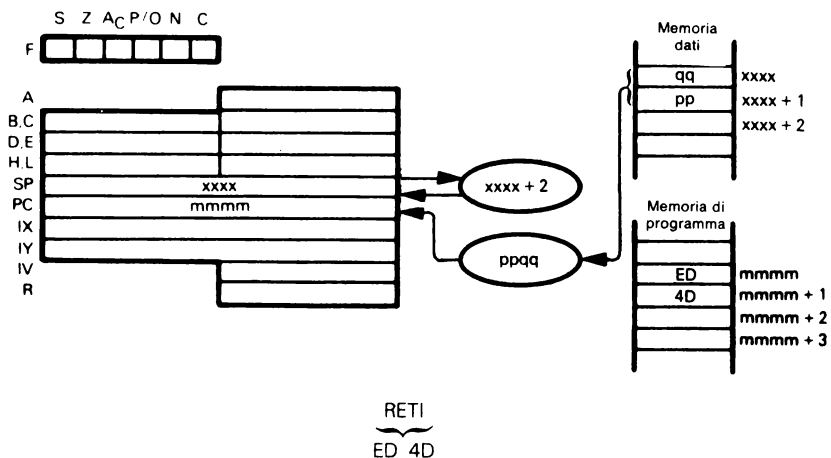 S Z AC P/O N C
F
A
B,C
D,E
H,L
SP xxxx
PC mmmm
IX
IY
IV
R
xxxx + 2
ppqq
Memoria
dati
qq xxxx
pp xxxx + 1
xxxx + 2
Memoria di
programma
ED mmmm
4D mmmm + 1
mmmm + 2
mmmm + 3
RETI
ED 4D